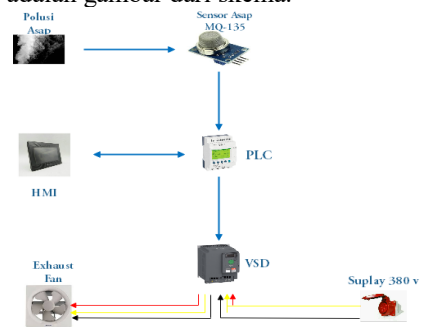 adalah gambar dari skema.
Polusi
Asap
Sensor Asap
MQ-135
PLC
HMI
VSD
Exhaust
Fan
Suplay 380 v